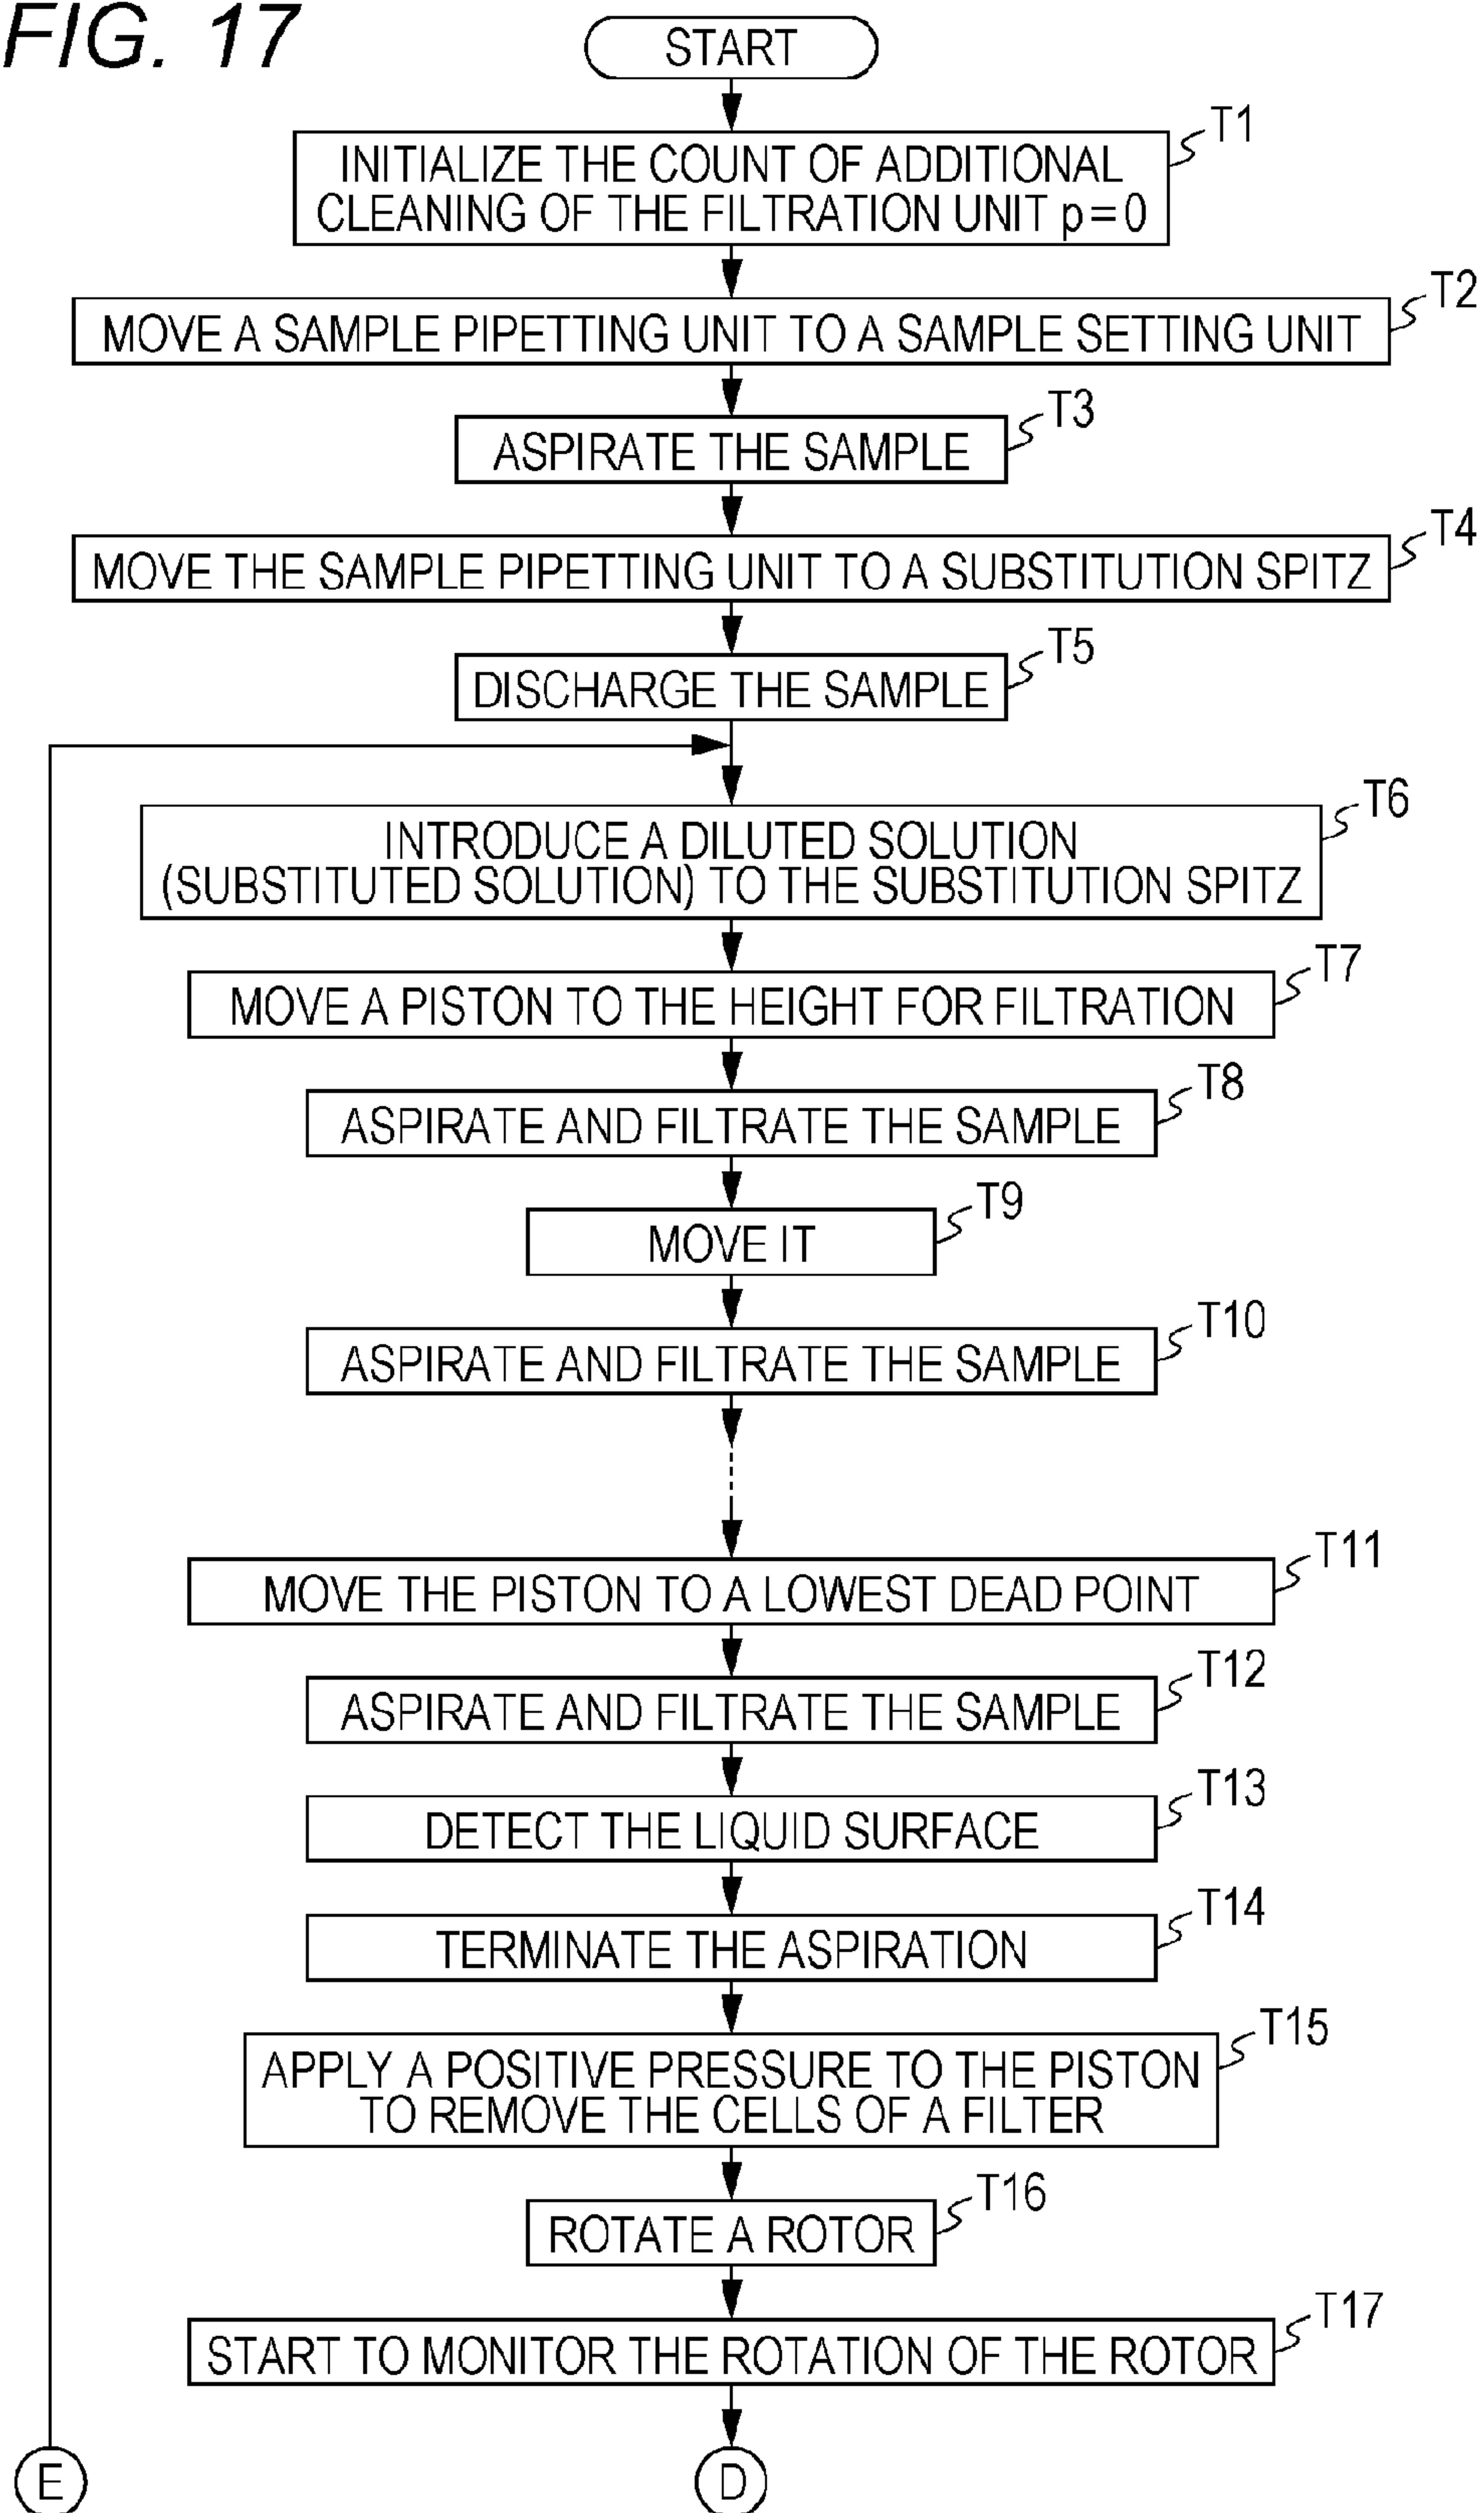 FIG. 17
START
T1
INITIALIZE THE COUNT OF ADDITIONAL
CLEANING OF THE FILTRATION UNIT p=0
T2
MOVE A SAMPLE PIPETTING UNIT TO A SAMPLE SETTING UNIT
T3
ASPIRATE THE SAMPLE
T4
MOVE THE SAMPLE PIPETTING UNIT TO A SUBSTITUTION SPITZ
T5
DISCHARGE THE SAMPLE
T6
INTRODUCE A DILUTED SOLUTION
(SUBSTITUTED SOLUTION) TO THE SUBSTITUTION SPITZ
T7
MOVE A PISTON TO THE HEIGHT FOR FILTRATION
T8
ASPIRATE AND FILTRATE THE SAMPLE
T9
MOVE IT
T10
ASPIRATE AND FILTRATE THE SAMPLE
T11
MOVE THE PISTON TO A LOWEST DEAD POINT
T12
ASPIRATE AND FILTRATE THE SAMPLE
T13
DETECT THE LIQUID SURFACE
T14
TERMINATE THE ASPIRATION
T15
APPLY A POSITIVE PRESSURE TO THE PISTON
TO REMOVE THE CELLS OF A FILTER
T16
ROTATE A ROTOR
T17
START TO MONITOR THE ROTATION OF THE ROTOR
E
D